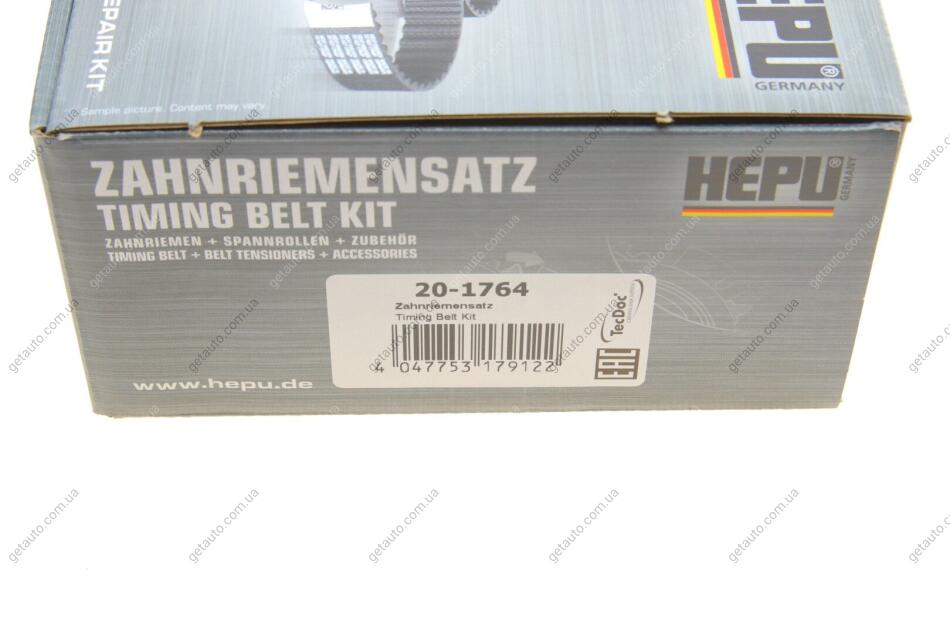 EPAIR KIT
Sample picture. Content may vary.
HEPU®
GERMANY
ZAHNRIEMENSATZ
TIMING BELT KIT
ZAHNRIEMEN + SPANNROLLEN + ZUBEHÖR
TIMING BELT + BELT TENSIONERS + ACCESSORIES
HEPU®
GERMANY
20-1764
Zahnriemensatz
Timing Belt Kit
4 047753 179122
TecDoc
EAC
www.hepu.de
getauto.com.ua